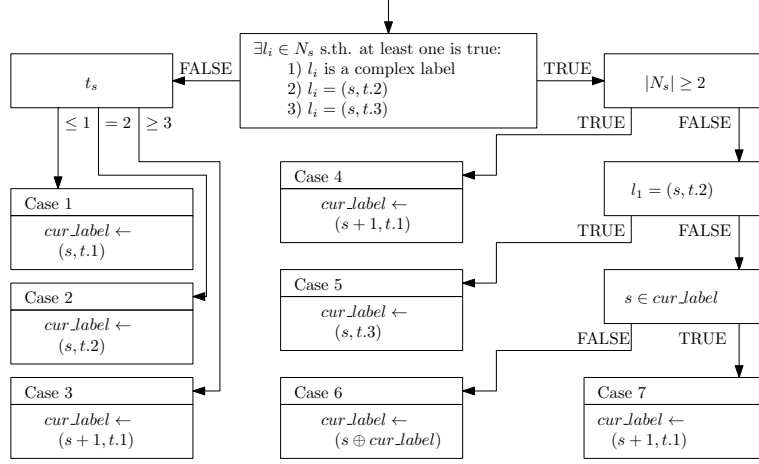 ∃l_i ∈ N_s s.th. at least one is true:
1) l_i is a complex label
2) l_i = (s, t.2)
3) l_i = (s, t.3)
FALSE
TRUE
t_s
|N_s| ≥ 2
≤ 1
= 2
≥ 3
TRUE
FALSE
Case 4
cur_label ←
(s + 1, t.1)
l_1 = (s, t.2)
Case 1
cur_label ←
(s, t.1)
TRUE
FALSE
Case 5
cur_label ←
(s, t.3)
s ∈ cur_label
Case 2
cur_label ←
(s, t.2)
FALSE
TRUE
Case 3
cur_label ←
(s + 1, t.1)
Case 6
cur_label ←
(s ⊕ cur_label)
Case 7
cur_label ←
(s + 1, t.1)